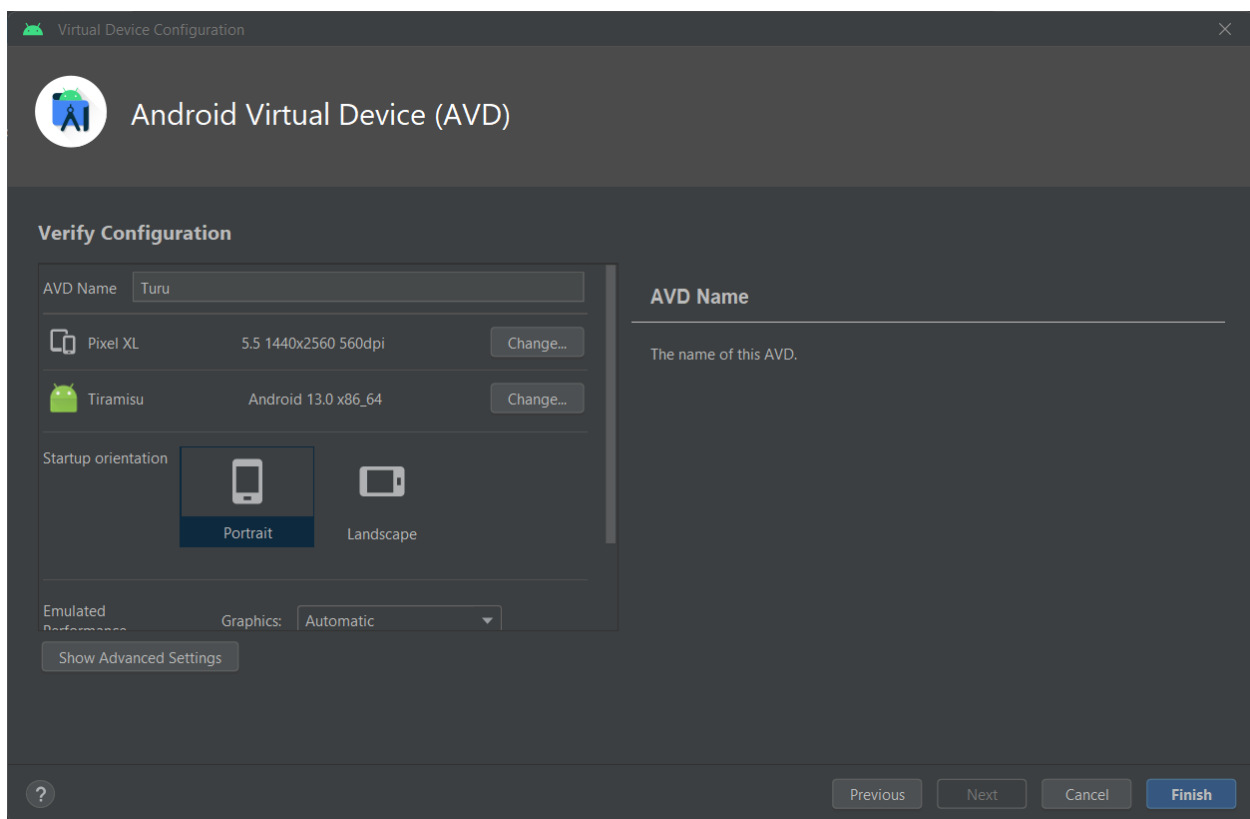 Virtual Device Configuration
Android Virtual Device (AVD)
Verify Configuration
AVD Name Turu
Pixel XL 5.5 1440x2560 560dpi Change...
Tiramisu Android 13.0 x86_64 Change...
Startup orientation
Portrait Landscape
Emulated
Performance
Graphics: Automatic
Show Advanced Settings
AVD Name
The name of this AVD.
? Previous Next Cancel Finish